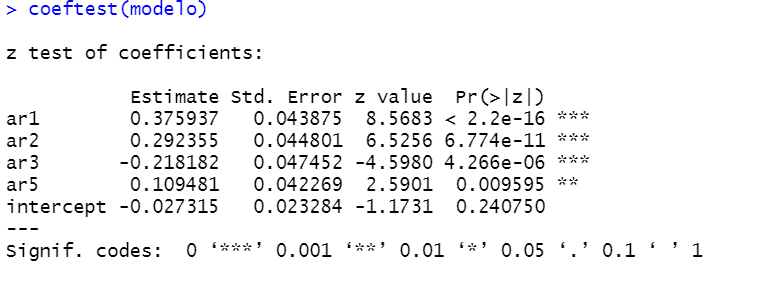 > coeftest(modelo)
z test of coefficients:
Estimate Std. Error z value Pr(>|z|)
ar1 0.375937 0.043875 8.5683 < 2.2e-16 ***
ar2 0.292355 0.044801 6.5256 6.774e-11 ***
ar3 -0.218182 0.047452 -4.5980 4.266e-06 ***
ar5 0.109481 0.042269 2.5901 0.009595 **
intercept -0.027315 0.023284 -1.1731 0.240750
---
Signif. codes: 0 ‘***’ 0.001 ‘**’ 0.01 ‘*’ 0.05 ‘.’ 0.1 ‘ ’ 1